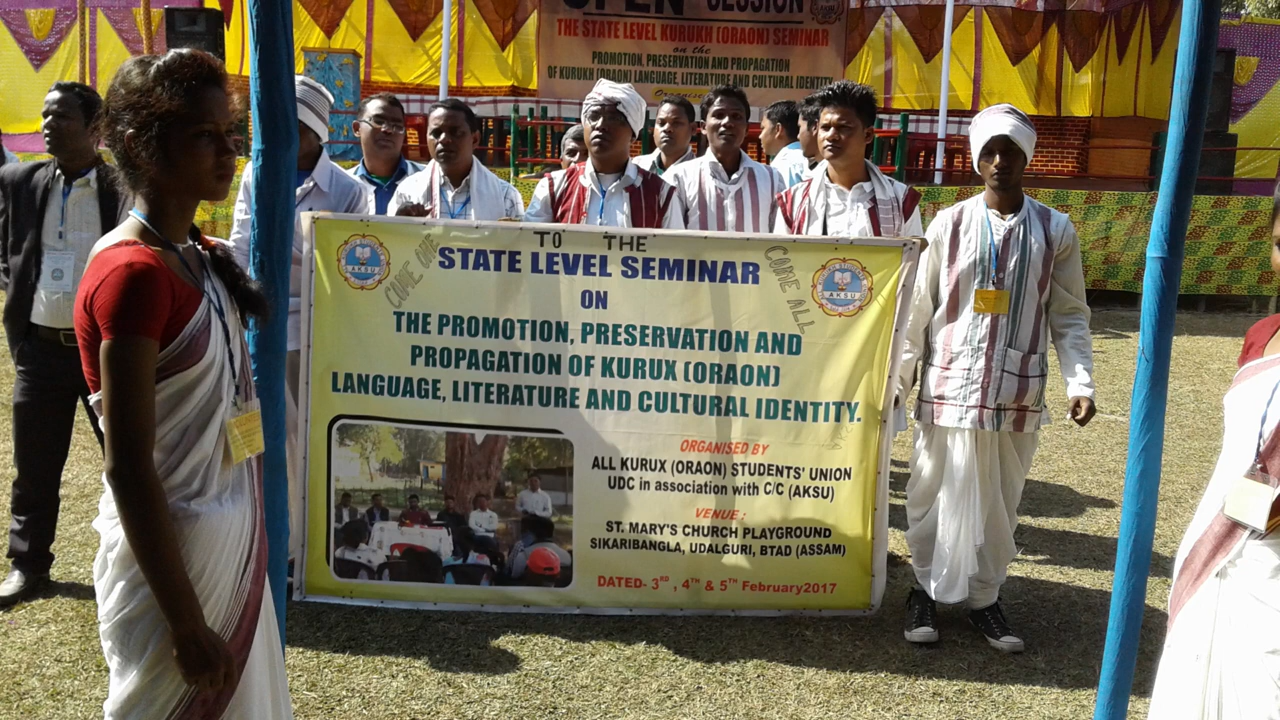 OPEN SESSION
THE STATE LEVEL KURUKH (ORAON) SEMINAR
on the
PROMOTION, PRESERVATION AND PROPAGATION
OF KURUKH (ORAON) LANGUAGE, LITERATURE AND CULTURAL IDENTITY
COME ONE
TO THE
COME ALL
STATE LEVEL SEMINAR
ON
THE PROMOTION, PRESERVATION AND
PROPAGATION OF KURUX (ORAON)
LANGUAGE, LITERATURE AND CULTURAL IDENTITY.
AKSU
AKSU
ORGANISED BY
ALL KURUX (ORAON) STUDENTS' UNION
UDC in association with C/C (AKSU)
VENUE :
ST. MARY'S CHURCH PLAYGROUND
SIKARIBANGLA, UDALGURI, BTAD (ASSAM)
DATED- 3RD , 4TH & 5TH February2017